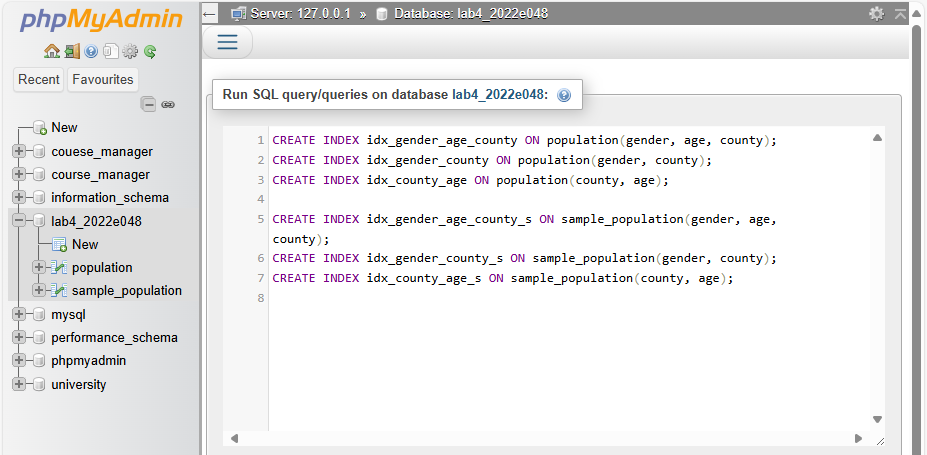 phpMyAdmin
Recent Favourites
New
couese_manager
course_manager
information_schema
lab4_2022e048
New
population
sample_population
mysql
performance_schema
phpmyadmin
university
Server: 127.0.0.1 » Database: lab4_2022e048
Run SQL query/queries on database lab4_2022e048:
1 CREATE INDEX idx_gender_age_county ON population(gender, age, county);
2 CREATE INDEX idx_gender_county ON population(gender, county);
3 CREATE INDEX idx_county_age ON population(county, age);
4
5 CREATE INDEX idx_gender_age_county_s ON sample_population(gender, age,
county);
6 CREATE INDEX idx_gender_county_s ON sample_population(gender, county);
7 CREATE INDEX idx_county_age_s ON sample_population(county, age);
8